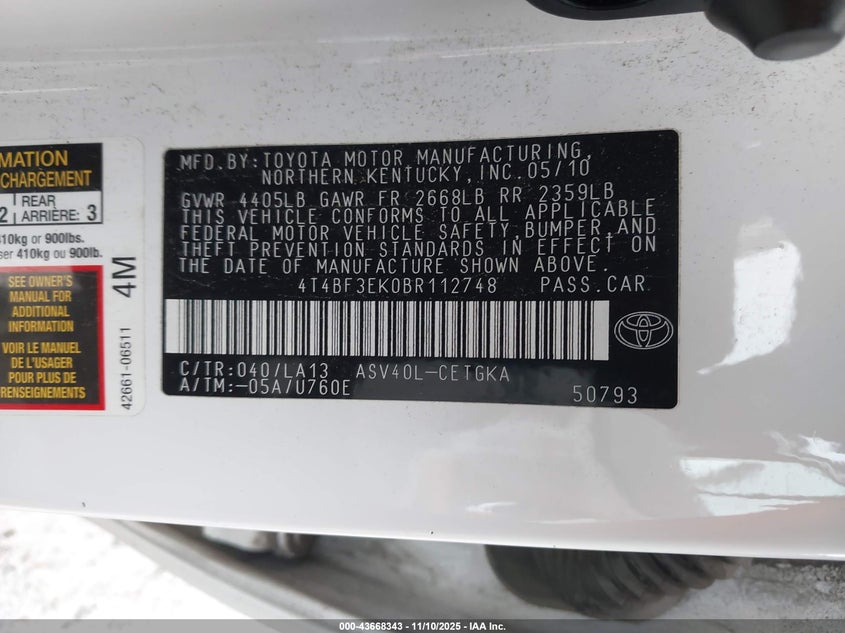 MATION
CHARGEMENT
2
REAR
ARRIÈRE: 3
410kg or 900lbs.
ser 410kg ou 900lb.
SEE OWNER'S
MANUAL FOR
ADDITIONAL
INFORMATION
VOIR LE MANUEL
DE L'USAGER
POUR PLUS DE
RENSEIGNEMENTS
4M
42661-06511
MFD.BY:TOYOTA MOTOR MANUFACTURING,
NORTHERN KENTUCKY,INC.05/10
GVWR 4405LB GAWR FR 2668LB RR 2359LB
THIS VEHICLE CONFORMS TO ALL APPLICABLE
FEDERAL MOTOR VEHICLE SAFETY,BUMPER,AND
THEFT PREVENTION STANDARDS IN EFFECT ON
THE DATE OF MANUFACTURE SHOWN ABOVE.
4T4BF3EK0BR112748 PASS.CAR
C/TR:040/LA13 ASV40L-CETGKA
A/TM:-05A/U760E
50793
000-43668343 - 11/10/2025 - IAA Inc.